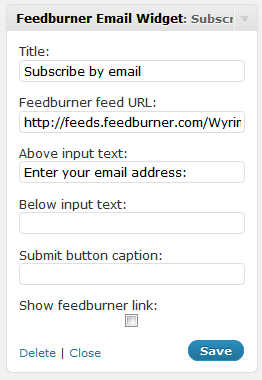 Feedburner Email Widget: Subscri
Title:
Subscribe by email
Feedburner feed URL:
http://feeds.feedburner.com/Wyrin
Above input text:
Enter your email address:
Below input text:
Submit button caption:
Show feedburner link:
Delete | Close
Save